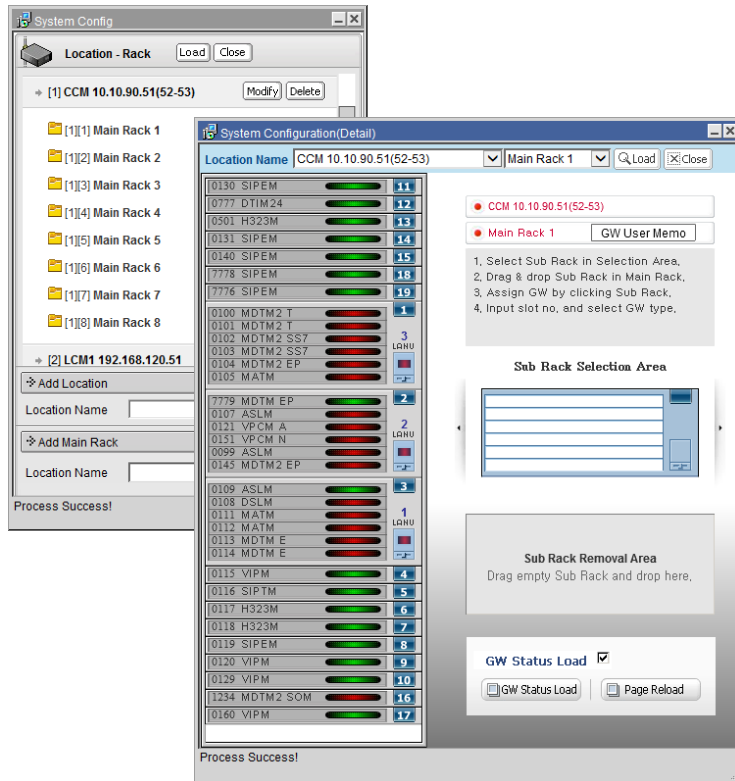 System Config
Location - Rack Load Close
[1] CCM 10.10.90.51(52-53) Modify Delete
[1][1] Main Rack 1
[1][2] Main Rack 2
[1][3] Main Rack 3
[1][4] Main Rack 4
[1][5] Main Rack 5
[1][6] Main Rack 6
[1][7] Main Rack 7
[1][8] Main Rack 8
[2] LCM1 192.168.120.51
Add Location
Location Name
Add Main Rack
Location Name
Process Success!
System Configuration(Detail)
Location Name CCM 10.10.90.51(52-53) Main Rack 1 Load Close
0130 SIPEM 11
0777 DTIM24 12
0501 H323M 13
0131 SIPEM 14
0140 SIPEM 15
7778 SIPEM 18
7776 SIPEM 19
0100 MDTM2 T 1
0101 MDTM2 T
0102 MDTM2 SS7 3
0103 MDTM2 SS7 LANU
0104 MDTM2 EP
0105 MATM
7779 MDTM EP 2
0107 ASLM
0121 VPCM A 2
0151 VPCM N LANU
0099 ASLM
0145 MDTM2 EP
0109 ASLM 3
0108 DSLM
0111 MATM 1
0112 MATM LANU
0113 MDTM E
0114 MDTM E
0115 VIPM 4
0116 SIPTM 5
0117 H323M 6
0118 H323M 7
0119 SIPEM 8
0120 VIPM 9
0129 VIPM 10
1234 MDTM2 SOM 16
0160 VIPM 17
CCM 10.10.90.51(52-53)
Main Rack 1 GW User Memo
1, Select Sub Rack in Selection Area,
2, Drag & drop Sub Rack in Main Rack,
3, Assign GW by clicking Sub Rack,
4, Input slot no, and select GW type,
Sub Rack Selection Area
Sub Rack Removal Area
Drag empty Sub Rack and drop here,
GW Status Load
GW Status Load Page Reload
Process Success!